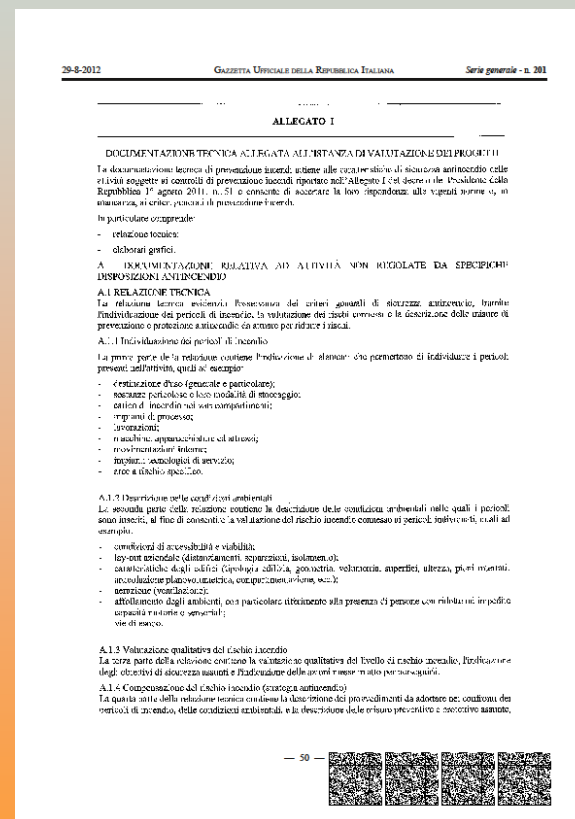 29-8-2012 GAZZETTA UFFICIALE DELLA REPUBBLICA ITALIANA Serie generale - n. 201
ALLEGATO I
DOCUMENTAZIONE TECNICA ALLEGATA ALL'ISTANZA DI VALUTAZIONE DEI PROGETTI
La documentazione tecnica di prevenzione incendi attiene alle caratteristiche di sicurezza antincendio delle
attività soggette ai controlli di prevenzione incendi riportate nell'Allegato I del decreto del Presidente della
Repubblica 1° agosto 2011, n. 151 e consente di accertare la loro rispondenza alle vigenti norme o, in
mancanza, ai criteri generali di prevenzione incendi.
In particolare comprende:
- relazione tecnica;
- elaborati grafici.
A DOCUMENTAZIONE RELATIVA AD ATTIVITÀ NON REGOLATE DA SPECIFICHE
DISPOSIZIONI ANTINCENDIO
A.1 RELAZIONE TECNICA
La relazione tecnica evidenzia l'osservanza dei criteri generali di sicurezza antincendio, tramite
l'individuazione dei pericoli di incendio, la valutazione dei rischi connessi e la descrizione delle misure di
prevenzione e protezione antincendio da attuare per ridurre i rischi.
A.1.1 Individuazione dei pericoli di incendio
La prima parte della relazione contiene l'indicazione di elementi che permettono di individuare i pericoli
presenti nell'attività, quali ad esempio:
- destinazione d'uso (generale e particolare);
- sostanze pericolose e loro modalità di stoccaggio;
- carico di incendio nei vari compartimenti;
- impianti di processo;
- lavorazioni;
- macchine, apparecchiature ed attrezzi;
- movimentazioni interne;
- impianti tecnologici di servizio;
- aree a rischio specifico.
A.1.2 Descrizione delle condizioni ambientali
La seconda parte della relazione contiene la descrizione delle condizioni ambientali nelle quali i pericoli
sono inseriti, al fine di consentire la valutazione del rischio incendio connesso ai pericoli individuati, quali ad
esempio:
- condizioni di accessibilità e viabilità;
- lay-out aziendale (distanziamenti, separazioni, isolamento);
- caratteristiche degli edifici (tipologia edilizia, geometria, volumetria, superfici, altezza, piani interrati,
articolazione planovolumetrica, compartimentazione, ecc.);
- aerazione (ventilazione);
- affollamento degli ambienti, con particolare riferimento alla presenza di persone con ridotte od impedite
capacità motorie o sensoriali;
vie di esodo.
A.1.3 Valutazione qualitativa del rischio incendio
La terza parte della relazione contiene la valutazione qualitativa del livello di rischio incendio, l'indicazione
degli obiettivi di sicurezza assunti e l'indicazione delle azioni messe in atto per perseguirli.
A.1.4 Compensazione del rischio incendio (strategia antincendio)
La quarta parte della relazione tecnica contiene la descrizione dei provvedimenti da adottare nei confronti dei
pericoli di incendio, delle condizioni ambientali, e la descrizione delle misure preventive e protettive assunte,
— 50 —